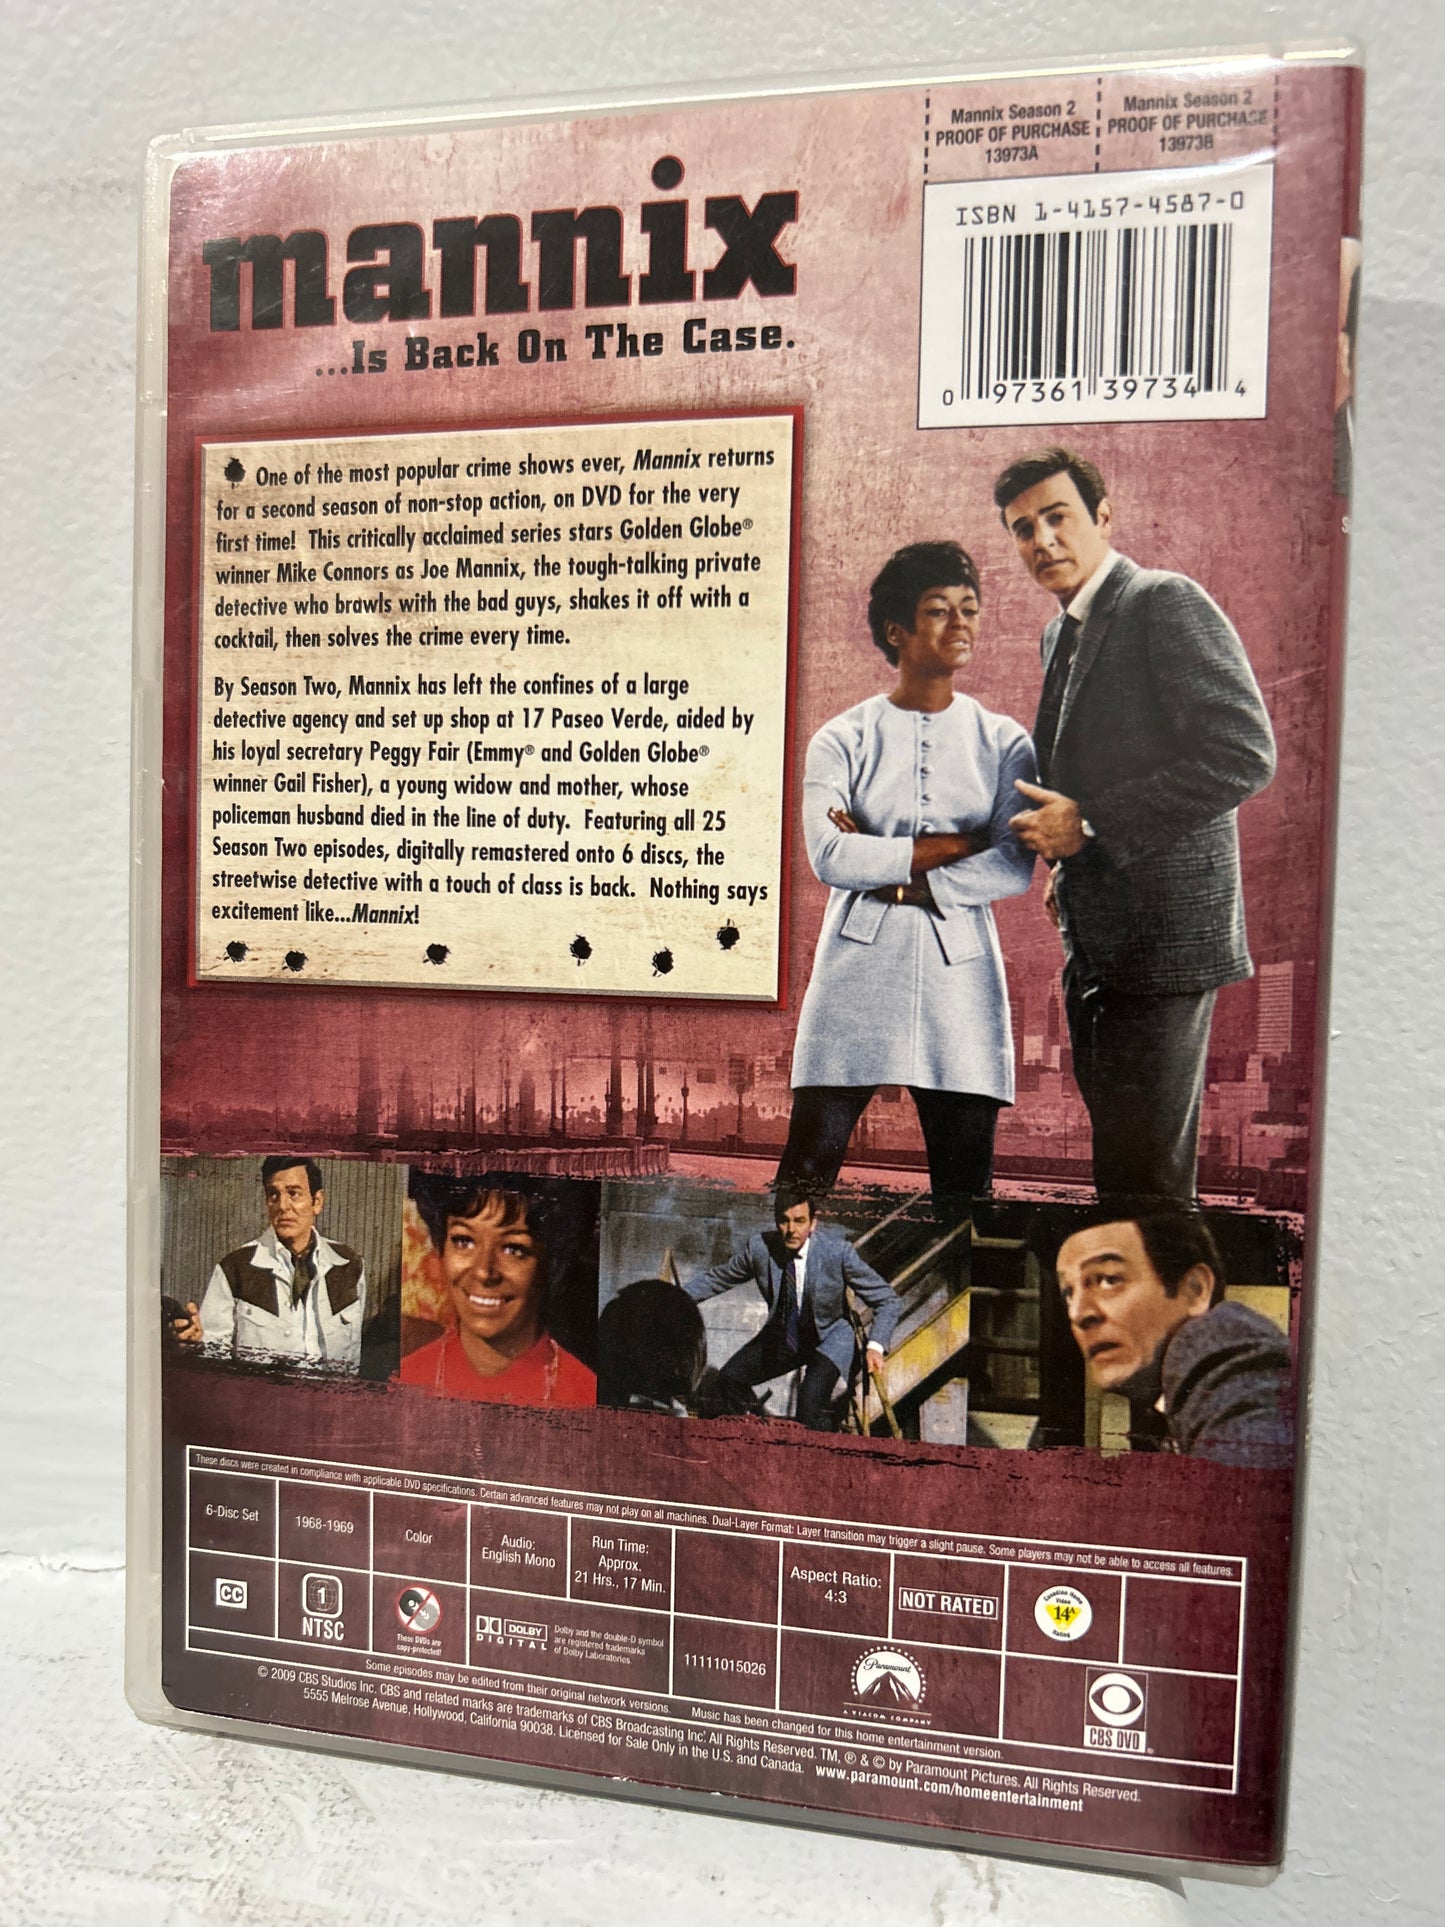 Mannix Season 2
PROOF OF PURCHASE
13973A
Mannix Season 2
PROOF OF PURCHASE
13973B
ISBN 1-4157-4587-0
0 97361 39734 4
mannix
...Is Back On The Case.
One of the most popular crime shows ever, Mannix returns
for a second season of non-stop action, on DVD for the very
first time! This critically acclaimed series stars Golden Globe®
winner Mike Connors as Joe Mannix, the tough-talking private
detective who brawls with the bad guys, shakes it off with a
cocktail, then solves the crime every time.
By Season Two, Mannix has left the confines of a large
detective agency and set up shop at 17 Paseo Verde, aided by
his loyal secretary Peggy Fair (Emmy® and Golden Globe®
winner Gail Fisher), a young widow and mother, whose
policeman husband died in the line of duty. Featuring all 25
Season Two episodes, digitally remastered onto 6 discs, the
streetwise detective with a touch of class is back. Nothing says
excitement like...Mannix!
These discs were created in compliance with applicable DVD specifications. Certain advanced features may not play on all machines. Dual-Layer Format: Layer transition may trigger a slight pause. Some players may not be able to access all features.
6-Disc Set
1968-1969
Color
Audio:
English Mono
Run Time:
Approx.
21 Hrs., 17 Min.
Aspect Ratio:
4:3
NOT RATED
Canadian Home
Video
14A
Rated
CC
1
NTSC
These DVDs are
copy-protected!
DOLBY
DIGITAL
Dolby and the double-D symbol
are registered trademarks
of Dolby Laboratories.
11111015026
Paramount
A VIACOM COMPANY
CBS DVD
Some episodes may be edited from their original network versions. Music has been changed for this home entertainment version.
© 2009 CBS Studios Inc. CBS and related marks are trademarks of CBS Broadcasting Inc. All Rights Reserved. TM, ® & © by Paramount Pictures. All Rights Reserved.
5555 Melrose Avenue, Hollywood, California 90038. Licensed for Sale Only in the U.S. and Canada. www.paramount.com/homeentertainment